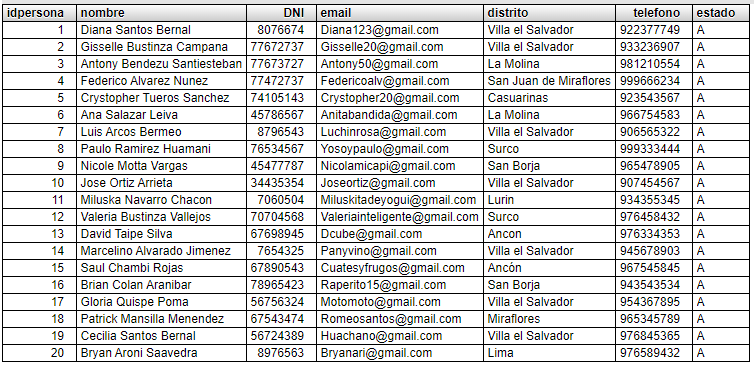 idpersona nombre DNI email distrito telefono estado
1 Diana Santos Bernal 8076674 Diana123@gmail.com Villa el Salvador 922377749 A
2 Gisselle Bustinza Campana 77672737 Gisselle20@gmail.com Villa el Salvador 933236907 A
3 Antony Bendezu Santiesteban 77673727 Antony50@gmail.com La Molina 981210554 A
4 Federico Alvarez Nunez 77472737 Federicoalv@gmail.com San Juan de Miraflores 999666234 A
5 Crystopher Tueros Sanchez 74105143 Crystopher20@gmail.com Casuarinas 923543567 A
6 Ana Salazar Leiva 45786567 Anitabandida@gmail.com La Molina 966754583 A
7 Luis Arcos Bermeo 8796543 Luchinrosa@gmail.com Villa el Salvador 906565322 A
8 Paulo Ramirez Huamani 76534567 Yosoypaulo@gmail.com Surco 999333444 A
9 Nicole Motta Vargas 45477787 Nicolamicapi@gmail.com San Borja 965478905 A
10 Jose Ortiz Arrieta 34435354 Joseortiz@gmail.com Villa el Salvador 907454567 A
11 Miluska Navarro Chacon 7060504 Miluskitadeyogui@gmail.com Lurin 934355345 A
12 Valeria Bustinza Vallejos 70704568 Valeriainteligente@gmail.com Surco 976458432 A
13 David Taipe Silva 67698945 Dcube@gmail.com Ancon 976334353 A
14 Marcelino Alvarado Jimenez 7654325 Panyvino@gmail.com Villa el Salvador 945678903 A
15 Saul Chambi Rojas 67890543 Cuatesyfrugos@gmail.com Ancón 967545845 A
16 Brian Colan Aranibar 78965423 Raperito15@gmail.com San Borja 943543534 A
17 Gloria Quispe Poma 56756324 Motomoto@gmail.com Villa el Salvador 954367895 A
18 Patrick Mansilla Menendez 67543474 Romeosantos@gmail.com Miraflores 965345789 A
19 Cecilia Santos Bernal 56724389 Huachano@gmail.com Villa el Salvador 976845365 A
20 Bryan Aroni Saavedra 8976563 Bryanari@gmail.com Lima 976589432 A